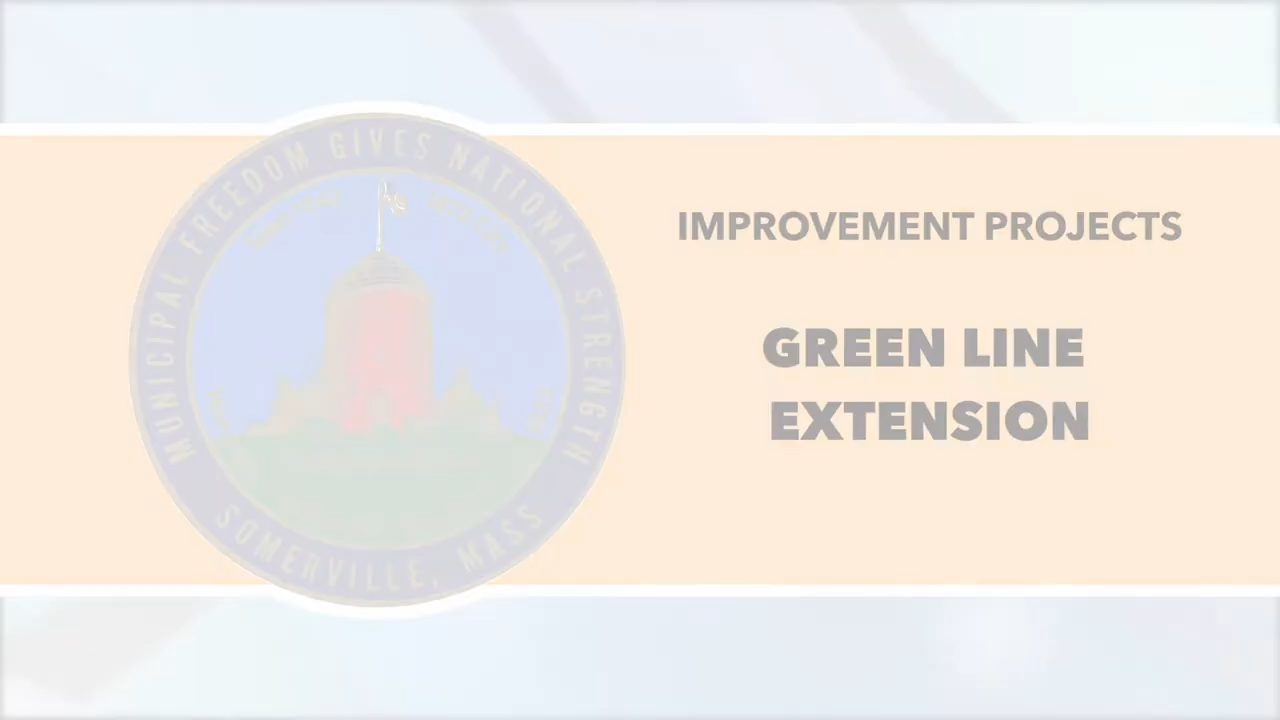 MUNICIPAL FREEDOM GIVES NATIONAL STRENGTH
SOMERVILLE, MASS
IMPROVEMENT PROJECTS
GREEN LINE
EXTENSION